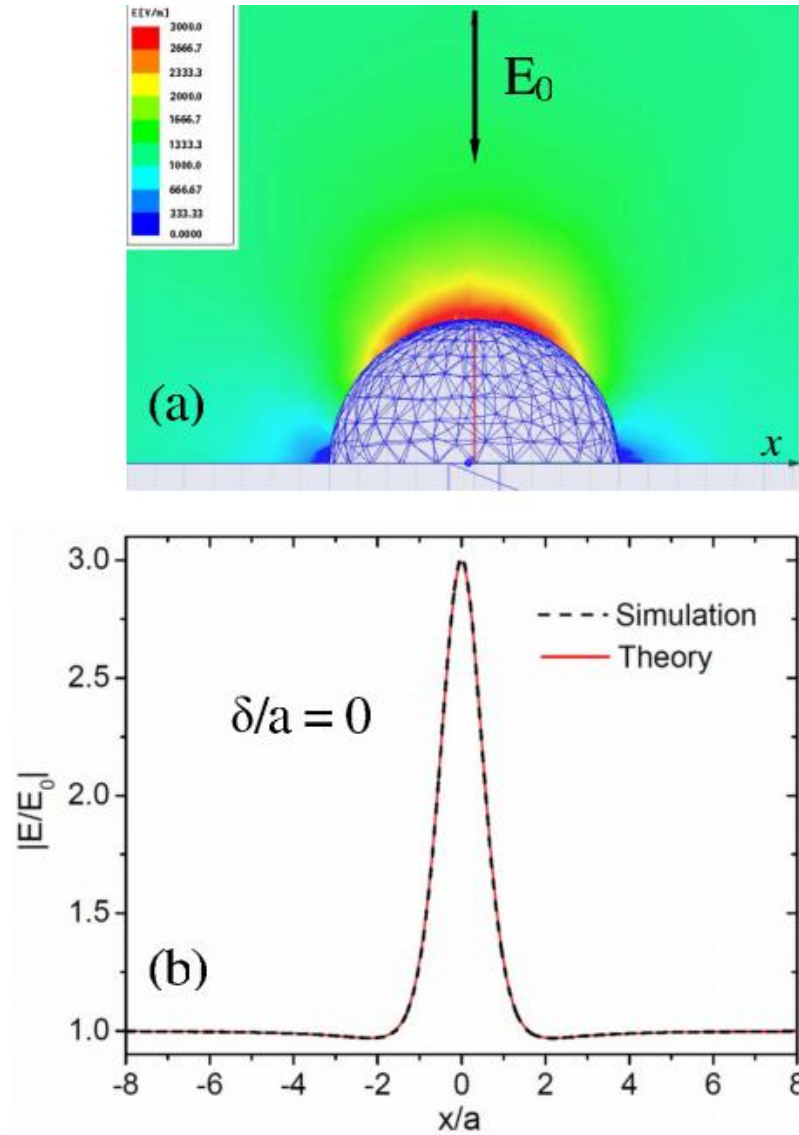 E[V/m]
3000.0
2666.7
2333.3
2000.0
1666.7
1333.3
1000.0
666.67
333.33
0.0000
E₀
(a)
x
3.0
2.5
2.0
1.5
1.0
|E/E₀|
Simulation
Theory
δ/a = 0
(b)
-8 -6 -4 -2 0 2 4 6 8
x/a